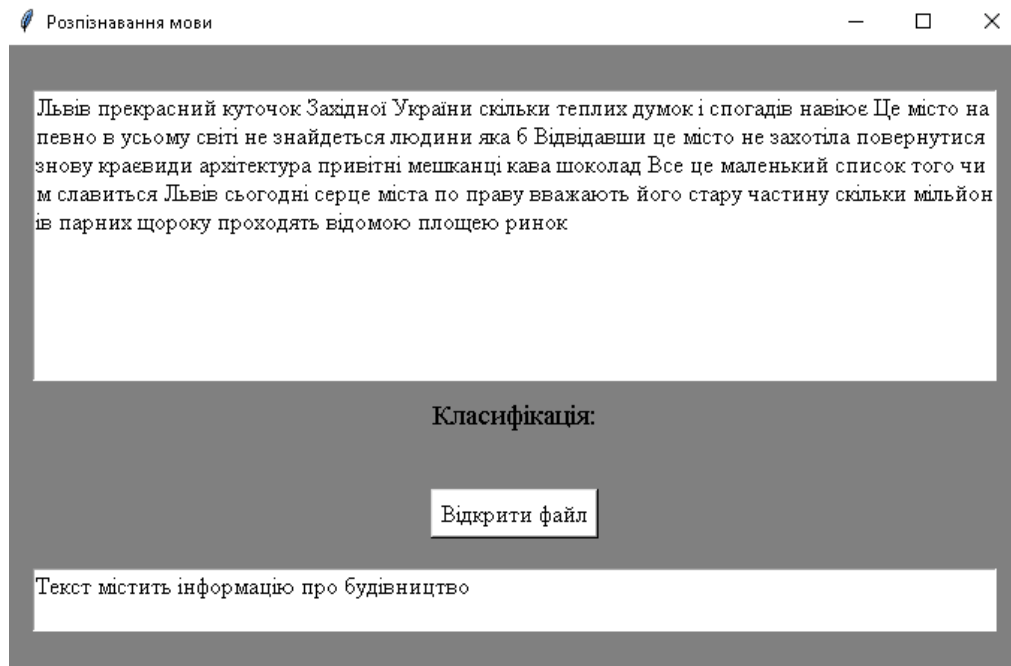 Розпізнавання мови
Львів прекрасний куточок Західної України скільки теплих думок і спогадів навіює Це місто на
певно в усьому світі не знайдеться людини яка б Відвідавши це місто не захотіла повернутися
знову краєвиди архітектура привітні мешканці кава шоколад Все це маленький список того чи
м славиться Львів сьогодні серце міста по праву вважають його стару частину скільки мільйон
ів парних щороку проходять відомою площею ринок
Класифікація:
Відкрити файл
Текст містить інформацію про будівництво